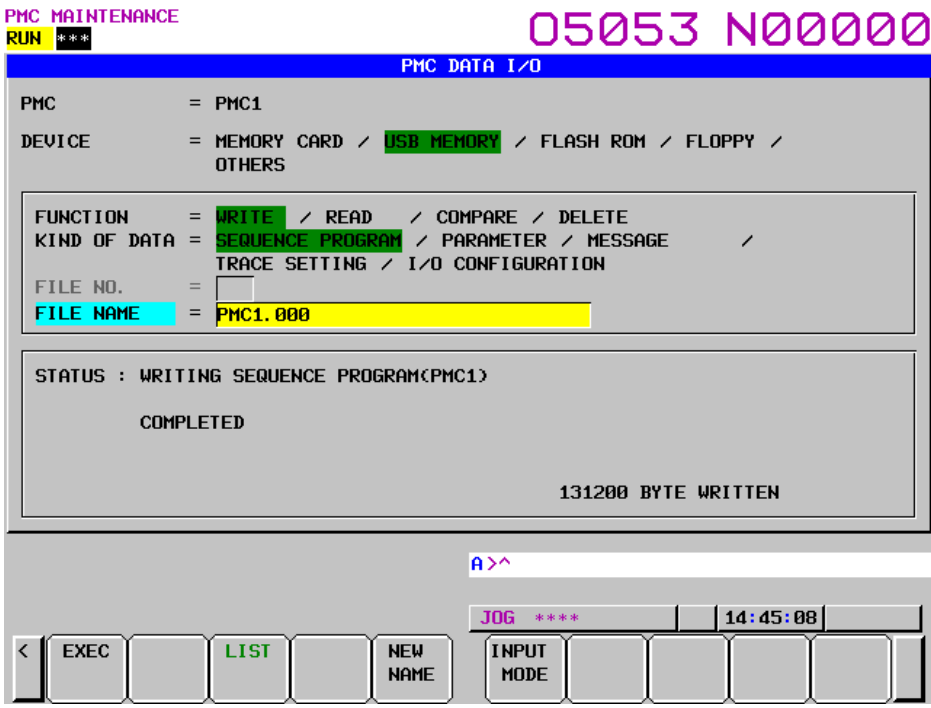 PMC MAINTENANCE
O5053 N00000
RUN ***
PMC DATA I/O
PMC = PMC1
DEVICE = MEMORY CARD / USB MEMORY / FLASH ROM / FLOPPY /
OTHERS
FUNCTION = WRITE / READ / COMPARE / DELETE
KIND OF DATA = SEQUENCE PROGRAM / PARAMETER / MESSAGE /
TRACE SETTING / I/O CONFIGURATION
FILE NO. =
FILE NAME = PMC1.000
STATUS : WRITING SEQUENCE PROGRAM(PMC1)
COMPLETED
131200 BYTE WRITTEN
A>^
JOG **** 14:45:08
< EXEC LIST NEW NAME INPUT MODE